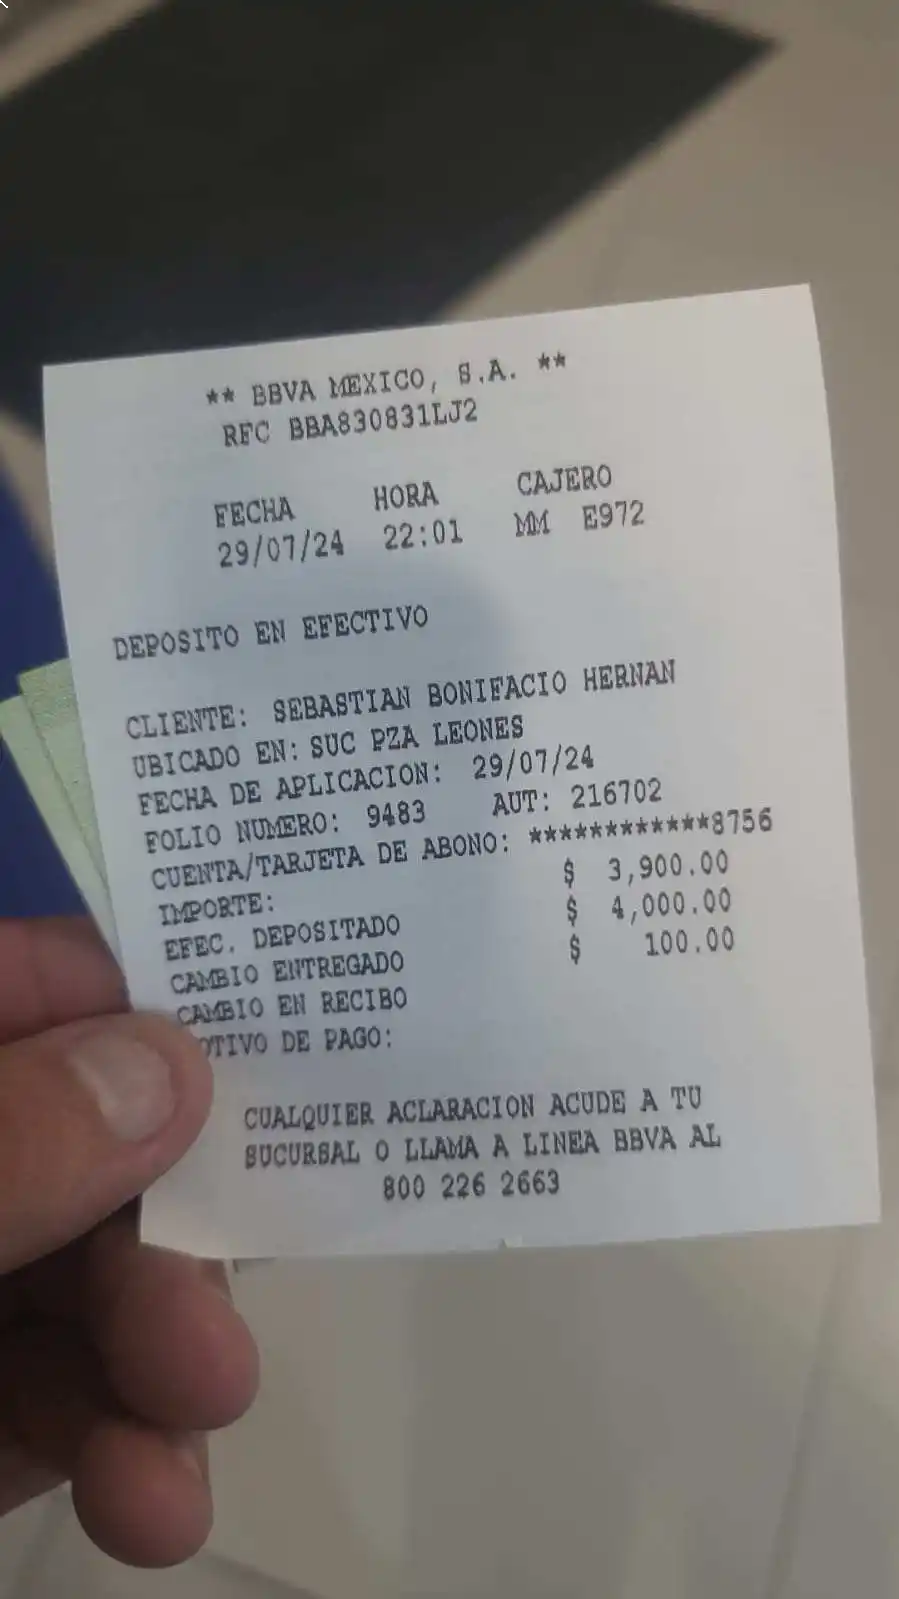 ** BBVA MEXICO, S.A. **
RFC BBA830831LJ2
FECHA HORA CAJERO
29/07/24 22:01 MM E972
DEPOSITO EN EFECTIVO
CLIENTE: SEBASTIAN BONIFACIO HERNAN
UBICADO EN: SUC PZA LEONES
FECHA DE APLICACION: 29/07/24
FOLIO NUMERO: 9483 AUT: 216702
CUENTA/TARJETA DE ABONO: ************8756
IMPORTE: $ 3,900.00
EFEC. DEPOSITADO $ 4,000.00
CAMBIO ENTREGADO $ 100.00
CAMBIO EN RECIBO
OTIVO DE PAGO:
CUALQUIER ACLARACION ACUDE A TU
SUCURSAL O LLAMA A LINEA BBVA AL
800 226 2663